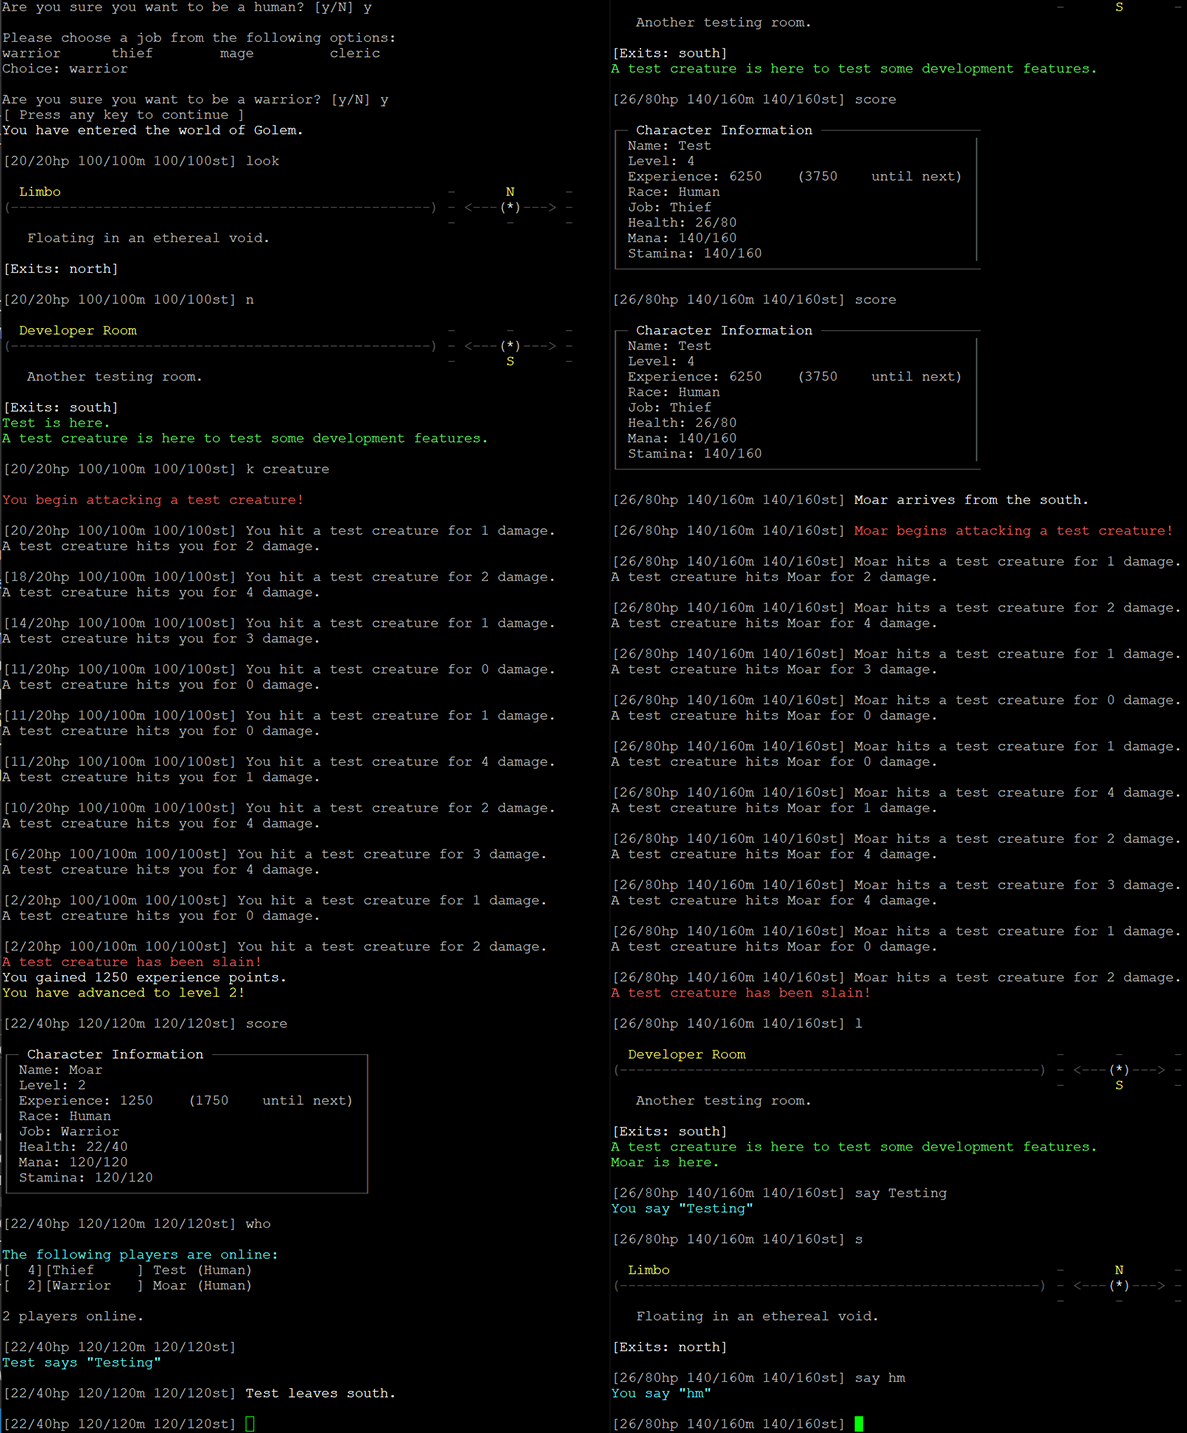 Are you sure you want to be a human? [y/N] y
Please choose a job from the following options:
warrior      thief        mage         cleric
Choice: warrior
Are you sure you want to be a warrior? [y/N] y
[ Press any key to continue ]
You have entered the world of Golem.
[20/20hp 100/100m 100/100st] look
Limbo                                              -      N      -
(---------------------------------------------------) - <---(*)---> -
-      -      -
Floating in an ethereal void.
[Exits: north]
[20/20hp 100/100m 100/100st] n
Developer Room                                     -      -      -
(---------------------------------------------------) - <---(*)---> -
-      S      -
Another testing room.
[Exits: south]
Test is here.
A test creature is here to test some development features.
[20/20hp 100/100m 100/100st] k creature
You begin attacking a test creature!
[20/20hp 100/100m 100/100st] You hit a test creature for 1 damage.
A test creature hits you for 2 damage.
[18/20hp 100/100m 100/100st] You hit a test creature for 2 damage.
A test creature hits you for 4 damage.
[14/20hp 100/100m 100/100st] You hit a test creature for 1 damage.
A test creature hits you for 3 damage.
[11/20hp 100/100m 100/100st] You hit a test creature for 0 damage.
A test creature hits you for 0 damage.
[11/20hp 100/100m 100/100st] You hit a test creature for 1 damage.
A test creature hits you for 0 damage.
[11/20hp 100/100m 100/100st] You hit a test creature for 4 damage.
A test creature hits you for 1 damage.
[10/20hp 100/100m 100/100st] You hit a test creature for 2 damage.
A test creature hits you for 4 damage.
[6/20hp 100/100m 100/100st] You hit a test creature for 3 damage.
A test creature hits you for 4 damage.
[2/20hp 100/100m 100/100st] You hit a test creature for 1 damage.
A test creature hits you for 0 damage.
[2/20hp 100/100m 100/100st] You hit a test creature for 2 damage.
A test creature has been slain!
You gained 1250 experience points.
You have advanced to level 2!
[22/40hp 120/120m 120/120st] score
Character Information
Name: Moar
Level: 2
Experience: 1250    (1750    until next)
Race: Human
Job: Warrior
Health: 22/40
Mana: 120/120
Stamina: 120/120
[22/40hp 120/120m 120/120st] who
The following players are online:
[  4][Thief     ] Test (Human)
[  2][Warrior   ] Moar (Human)
2 players online.
[22/40hp 120/120m 120/120st]
Test says "Testing"
[22/40hp 120/120m 120/120st] Test leaves south.
[22/40hp 120/120m 120/120st]
-      S      -
Another testing room.
[Exits: south]
A test creature is here to test some development features.
[26/80hp 140/160m 140/160st] score
Character Information
Name: Test
Level: 4
Experience: 6250    (3750    until next)
Race: Human
Job: Thief
Health: 26/80
Mana: 140/160
Stamina: 140/160
[26/80hp 140/160m 140/160st] score
Character Information
Name: Test
Level: 4
Experience: 6250    (3750    until next)
Race: Human
Job: Thief
Health: 26/80
Mana: 140/160
Stamina: 140/160
[26/80hp 140/160m 140/160st] Moar arrives from the south.
[26/80hp 140/160m 140/160st] Moar begins attacking a test creature!
[26/80hp 140/160m 140/160st] Moar hits a test creature for 1 damage.
A test creature hits Moar for 2 damage.
[26/80hp 140/160m 140/160st] Moar hits a test creature for 2 damage.
A test creature hits Moar for 4 damage.
[26/80hp 140/160m 140/160st] Moar hits a test creature for 1 damage.
A test creature hits Moar for 3 damage.
[26/80hp 140/160m 140/160st] Moar hits a test creature for 0 damage.
A test creature hits Moar for 0 damage.
[26/80hp 140/160m 140/160st] Moar hits a test creature for 1 damage.
A test creature hits Moar for 0 damage.
[26/80hp 140/160m 140/160st] Moar hits a test creature for 4 damage.
A test creature hits Moar for 1 damage.
[26/80hp 140/160m 140/160st] Moar hits a test creature for 2 damage.
A test creature hits Moar for 4 damage.
[26/80hp 140/160m 140/160st] Moar hits a test creature for 3 damage.
A test creature hits Moar for 4 damage.
[26/80hp 140/160m 140/160st] Moar hits a test creature for 1 damage.
A test creature hits Moar for 0 damage.
[26/80hp 140/160m 140/160st] Moar hits a test creature for 2 damage.
A test creature has been slain!
[26/80hp 140/160m 140/160st] l
Developer Room                                     -      -      -
(---------------------------------------------------) - <---(*)---> -
-      S      -
Another testing room.
[Exits: south]
A test creature is here to test some development features.
Moar is here.
[26/80hp 140/160m 140/160st] say Testing
You say "Testing"
[26/80hp 140/160m 140/160st] s
Limbo                                              -      N      -
(---------------------------------------------------) - <---(*)---> -
-      -      -
Floating in an ethereal void.
[Exits: north]
[26/80hp 140/160m 140/160st] say hm
You say "hm"
[26/80hp 140/160m 140/160st]